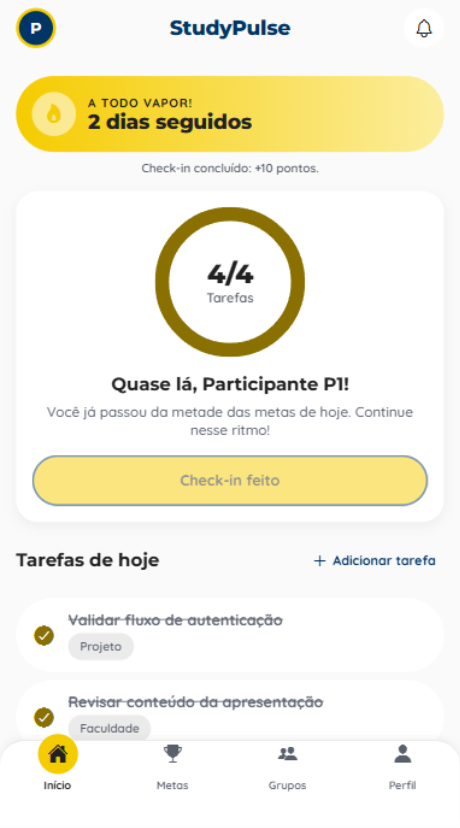 P
StudyPulse
A TODO VAPOR!
2 dias seguidos
Check-in concluído: +10 pontos.
4/4
Tarefas
Quase lá, Participante P1!
Você já passou da metade das metas de hoje. Continue
nesse ritmo!
Check-in feito
Tarefas de hoje
+ Adicionar tarefa
Validar fluxo de autenticação
Projeto
Revisar conteúdo da apresentação
Faculdade
Início
Metas
Grupos
Perfil